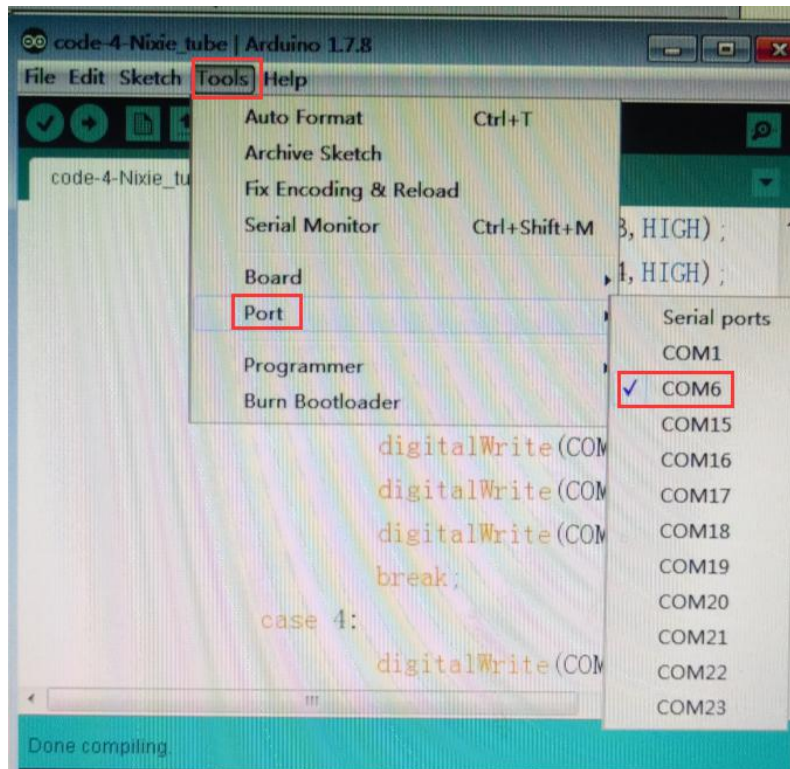 code-4-Nixie_tube | Arduino 1.7.8
File Edit Sketch Tools Help
Auto Format Ctrl+T
Archive Sketch
code-4-Nixie_tu
Fix Encoding & Reload
Serial Monitor Ctrl+Shift+M
,HIGH);
Board
,HIGH);
Port
Serial ports
COM1
Programmer
✓ COM6
Burn Bootloader
COM15
digitalWrite(COM
COM16
digitalWrite(COM
COM17
digitalWrite(COM
COM18
break;
COM19
COM20
case 4:
COM21
digitalWrite(COM
COM22
COM23
Done compiling.